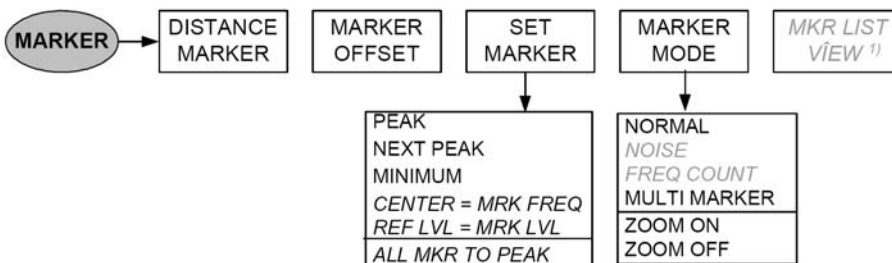 MARKER
DISTANCE
MARKER
MARKER
OFFSET
SET
MARKER
MARKER
MODE
MKR LIST
VÎEW 1)
PEAK
NEXT PEAK
MINIMUM
CENTER = MRK FREQ
REF LVL = MRK LVL
ALL MKR TO PEAK
NORMAL
NOISE
FREQ COUNT
MULTI MARKER
ZOOM ON
ZOOM OFF